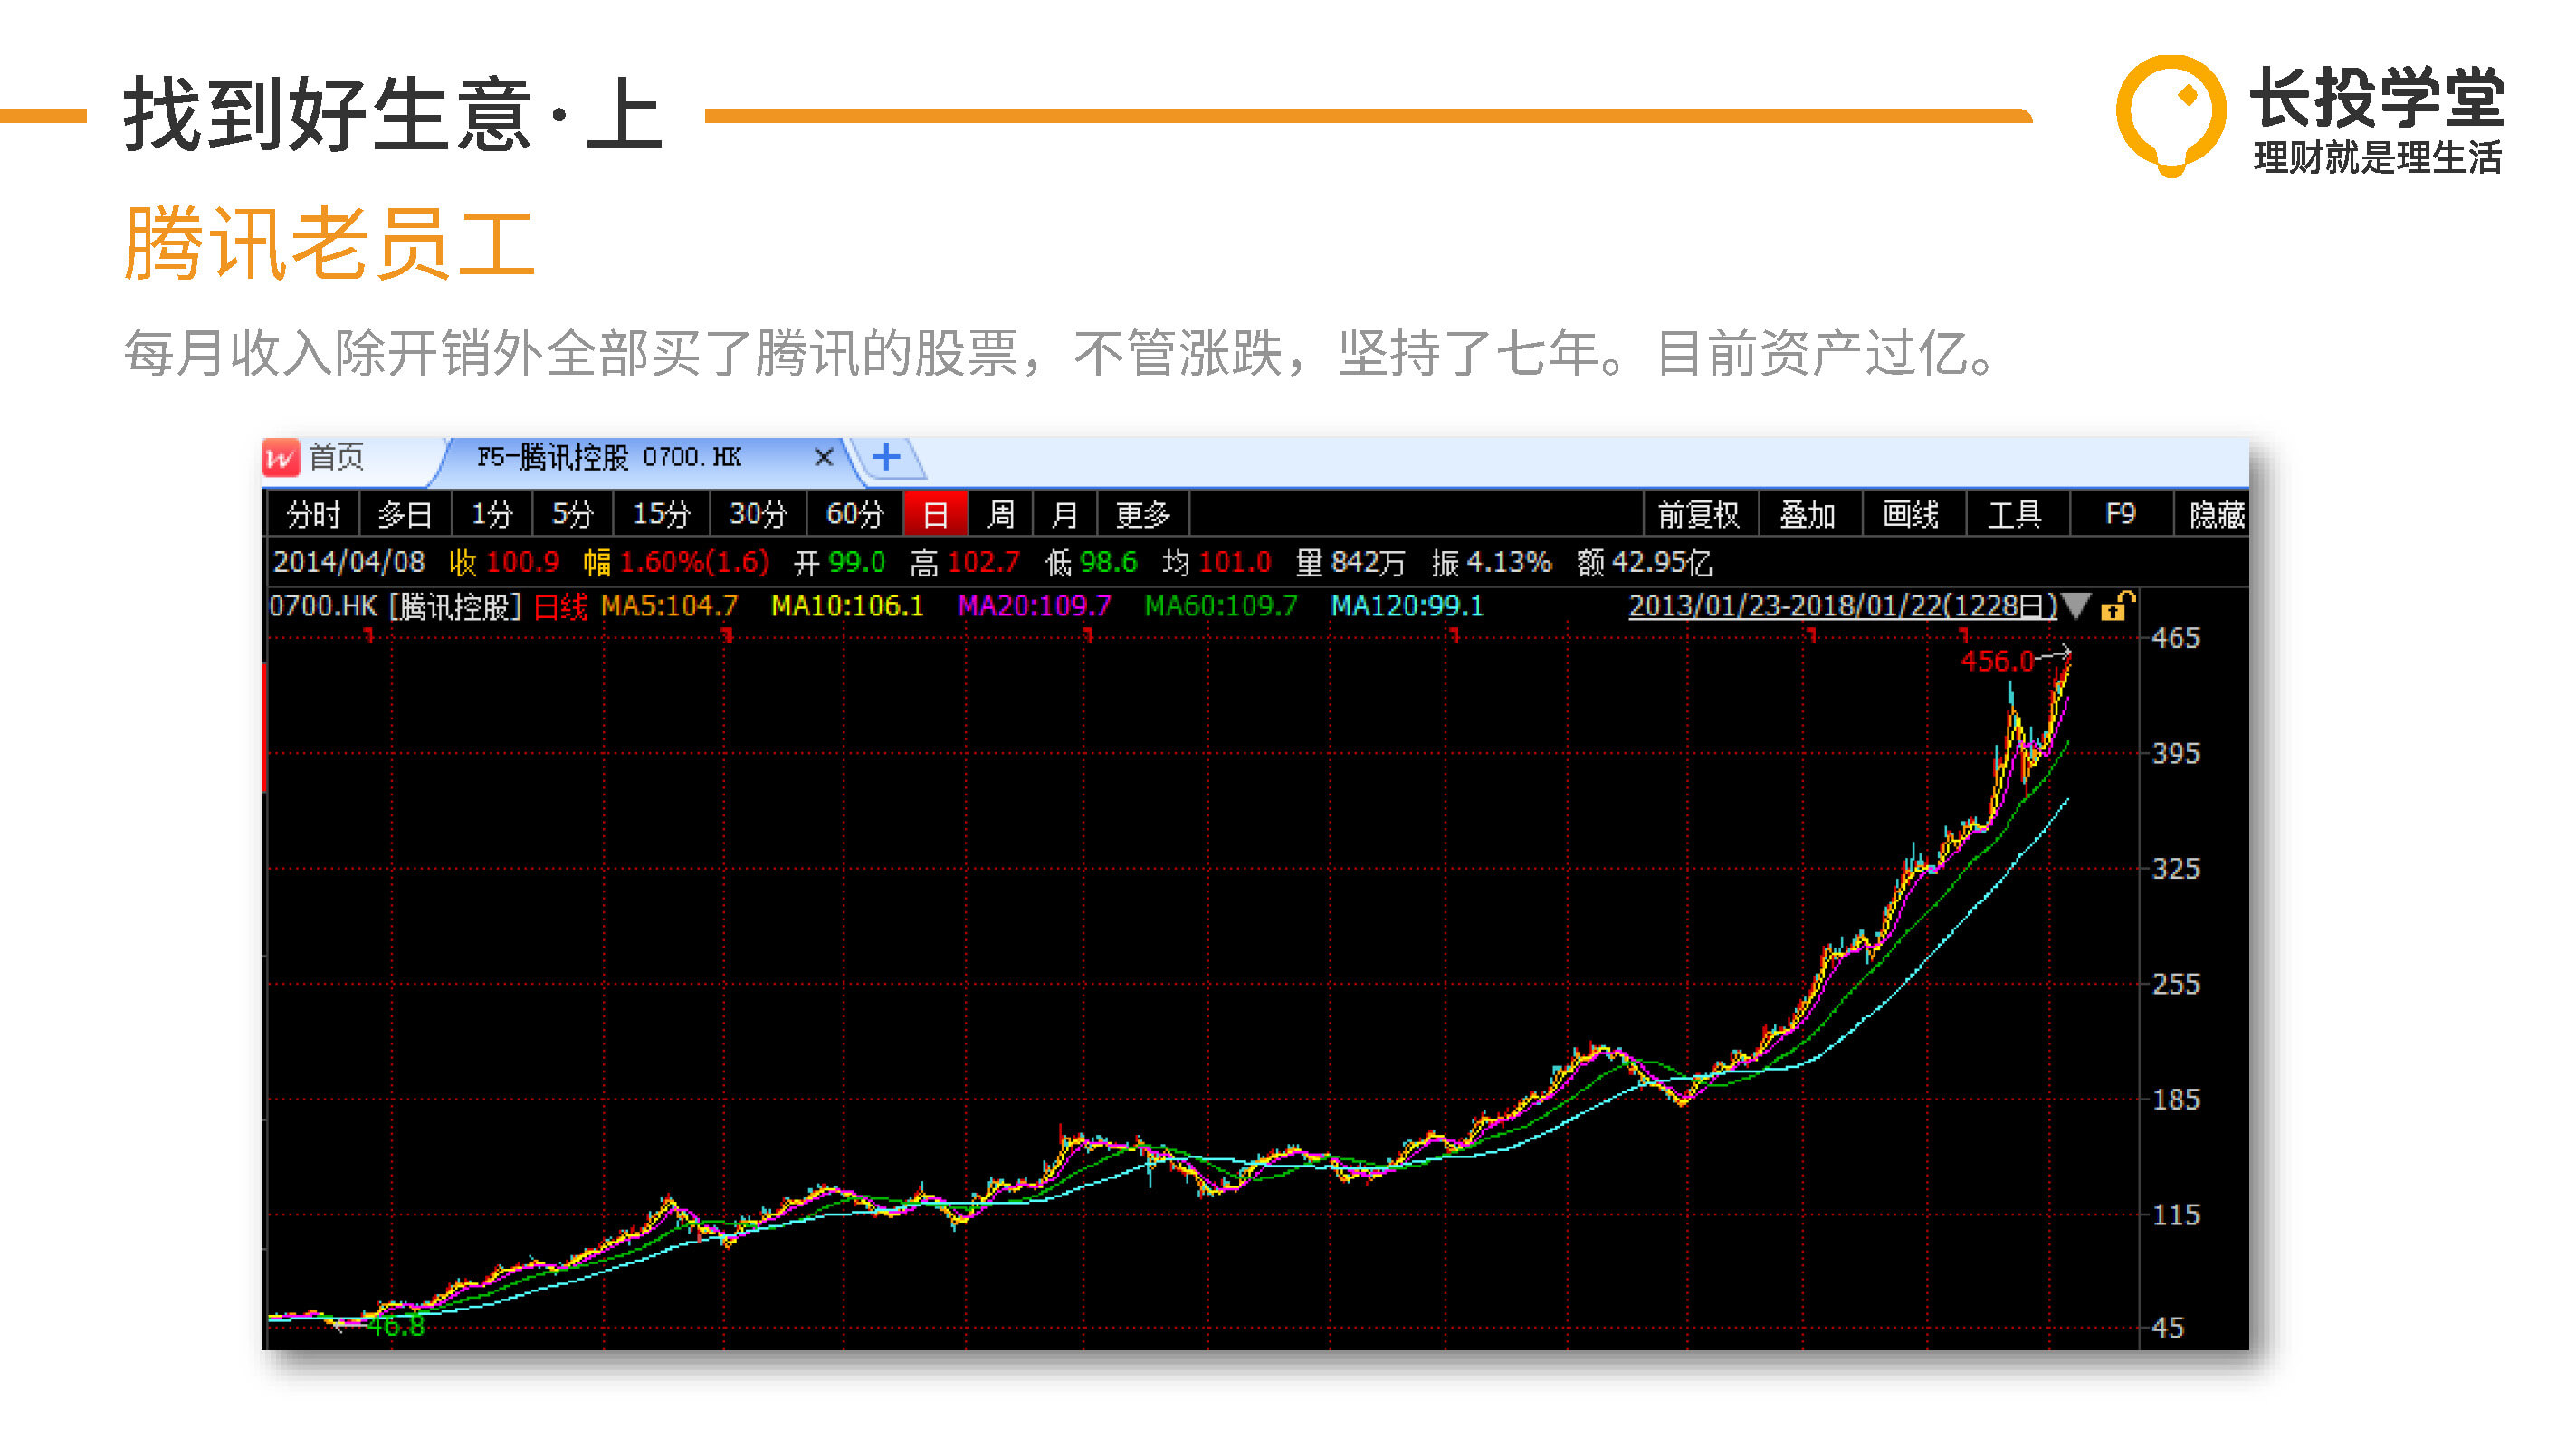 找到好生意·上
长投学堂
理财就是理生活
腾讯老员工
每月收入除开销外全部买了腾讯的股票，不管涨跌，坚持了七年。目前资产过亿。
W 首页 F5-腾讯控股 0700.HK × +
分时 多日 1分 5分 15分 30分 60分 日 周 月 更多 前复权 叠加 画线 工具 F9 隐藏
2014/04/08 收 100.9 幅 1.60%(1.6) 开 99.0 高 102.7 低 98.6 均 101.0 量 842万 振 4.13% 额 42.95亿
0700.HK [腾讯控股] 日线 MA5:104.7 MA10:106.1 MA20:109.7 MA60:109.7 MA120:99.1 2013/01/23-2018/01/22(1228日)
465
456.0
395
325
255
185
115
46.8
45